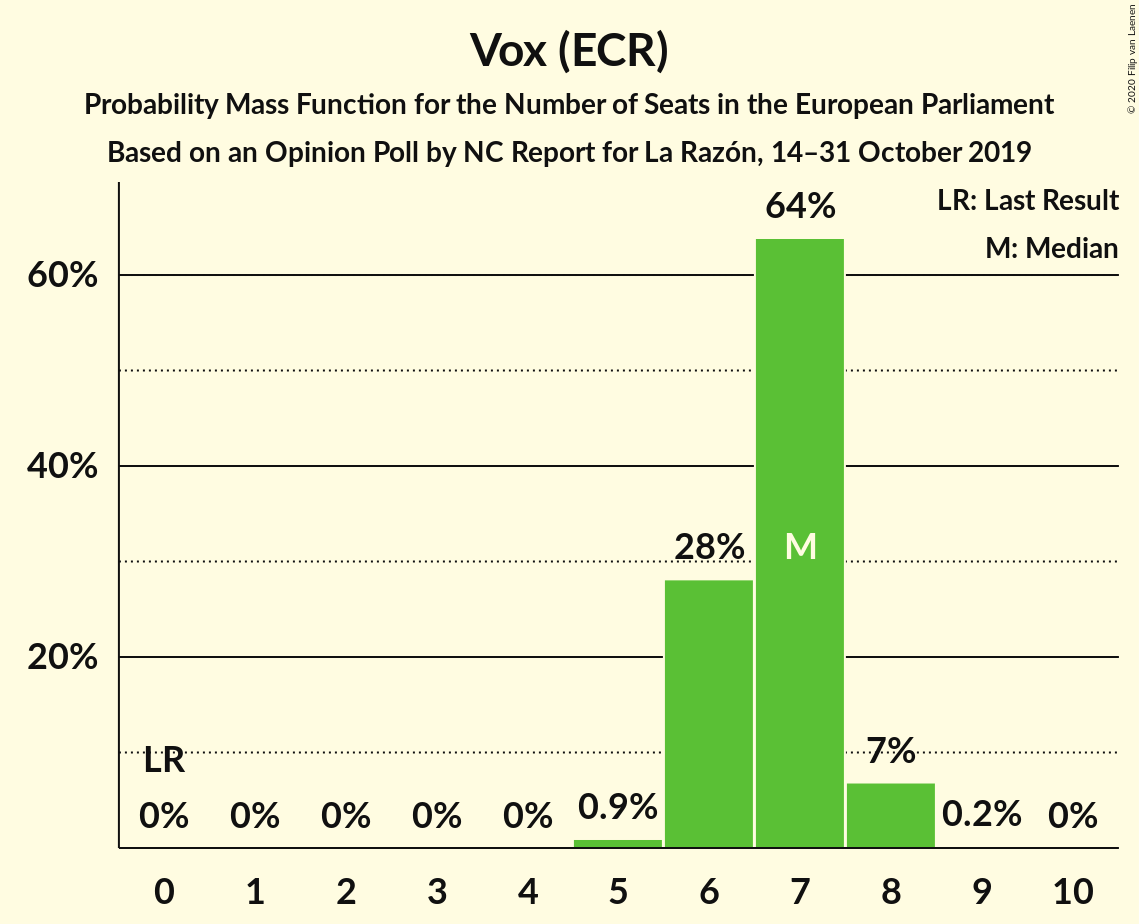 Vox (ECR)
Probability Mass Function for the Number of Seats in the European Parliament
Based on an Opinion Poll by NC Report for La Razón, 14–31 October 2019
© 2020 Filip van Laenen
LR: Last Result
M: Median
64%
60%
28%
M
40%
20%
LR
7%
0%
0%
0%
0%
0%
0.9%
0.2%
0%
0 1 2 3 4 5 6 7 8 9 10